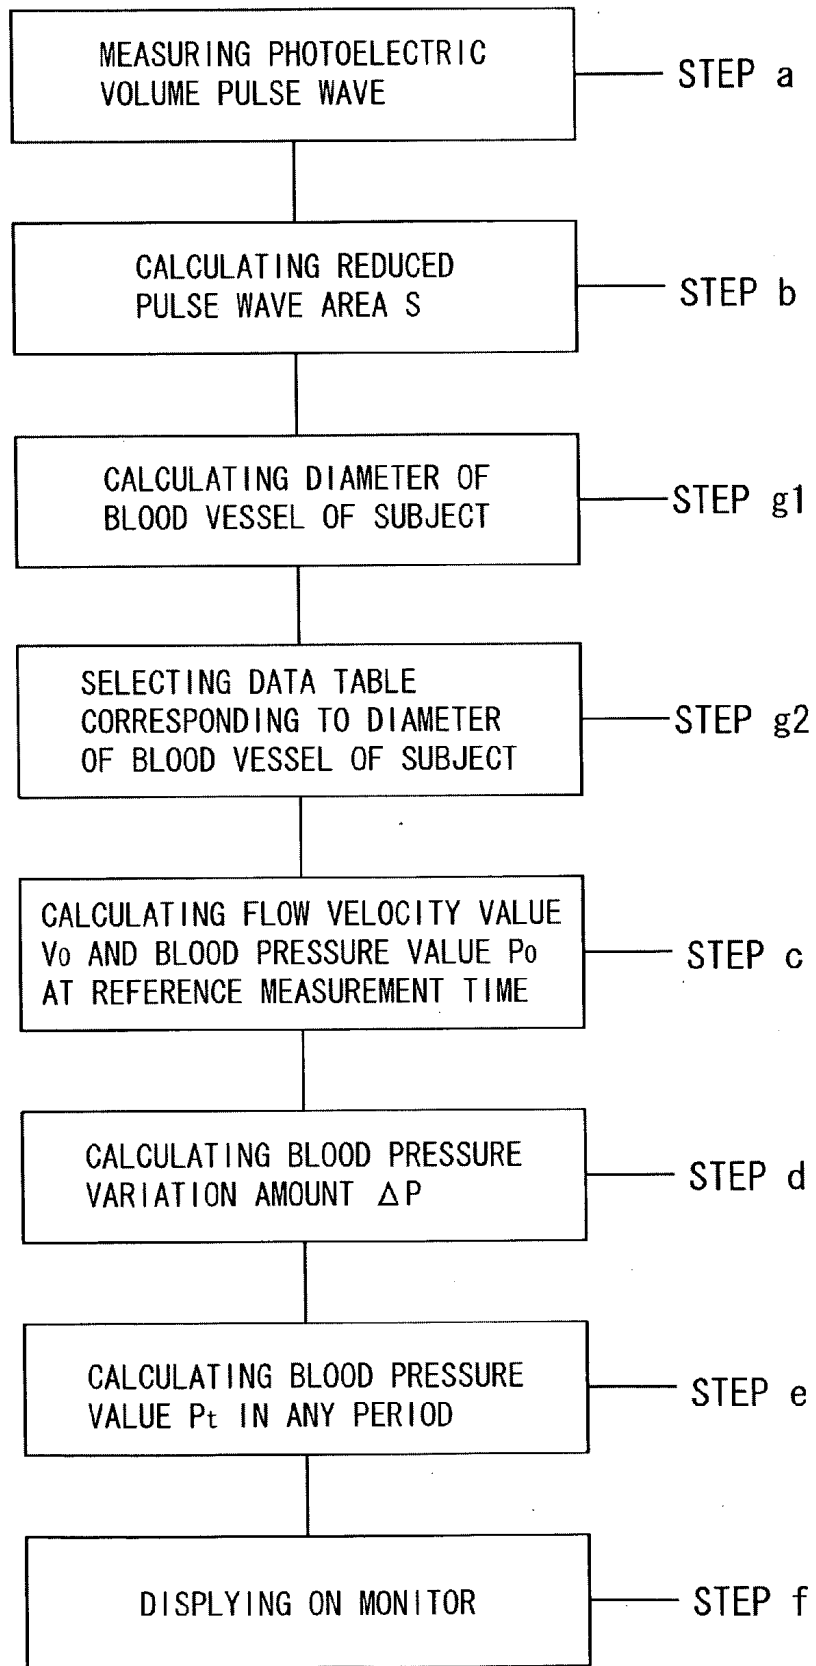 MEASURING PHOTOELECTRIC
VOLUME PULSE WAVE
STEP a
CALCULATING REDUCED
PULSE WAVE AREA S
STEP b
CALCULATING DIAMETER OF
BLOOD VESSEL OF SUBJECT
STEP g1
SELECTING DATA TABLE
CORRESPONDING TO DIAMETER
OF BLOOD VESSEL OF SUBJECT
STEP g2
CALCULATING FLOW VELOCITY VALUE
V0 AND BLOOD PRESSURE VALUE P0
AT REFERENCE MEASUREMENT TIME
STEP c
CALCULATING BLOOD PRESSURE
VARIATION AMOUNT ΔP
STEP d
CALCULATING BLOOD PRESSURE
VALUE Pt IN ANY PERIOD
STEP e
DISPLYING ON MONITOR
STEP f